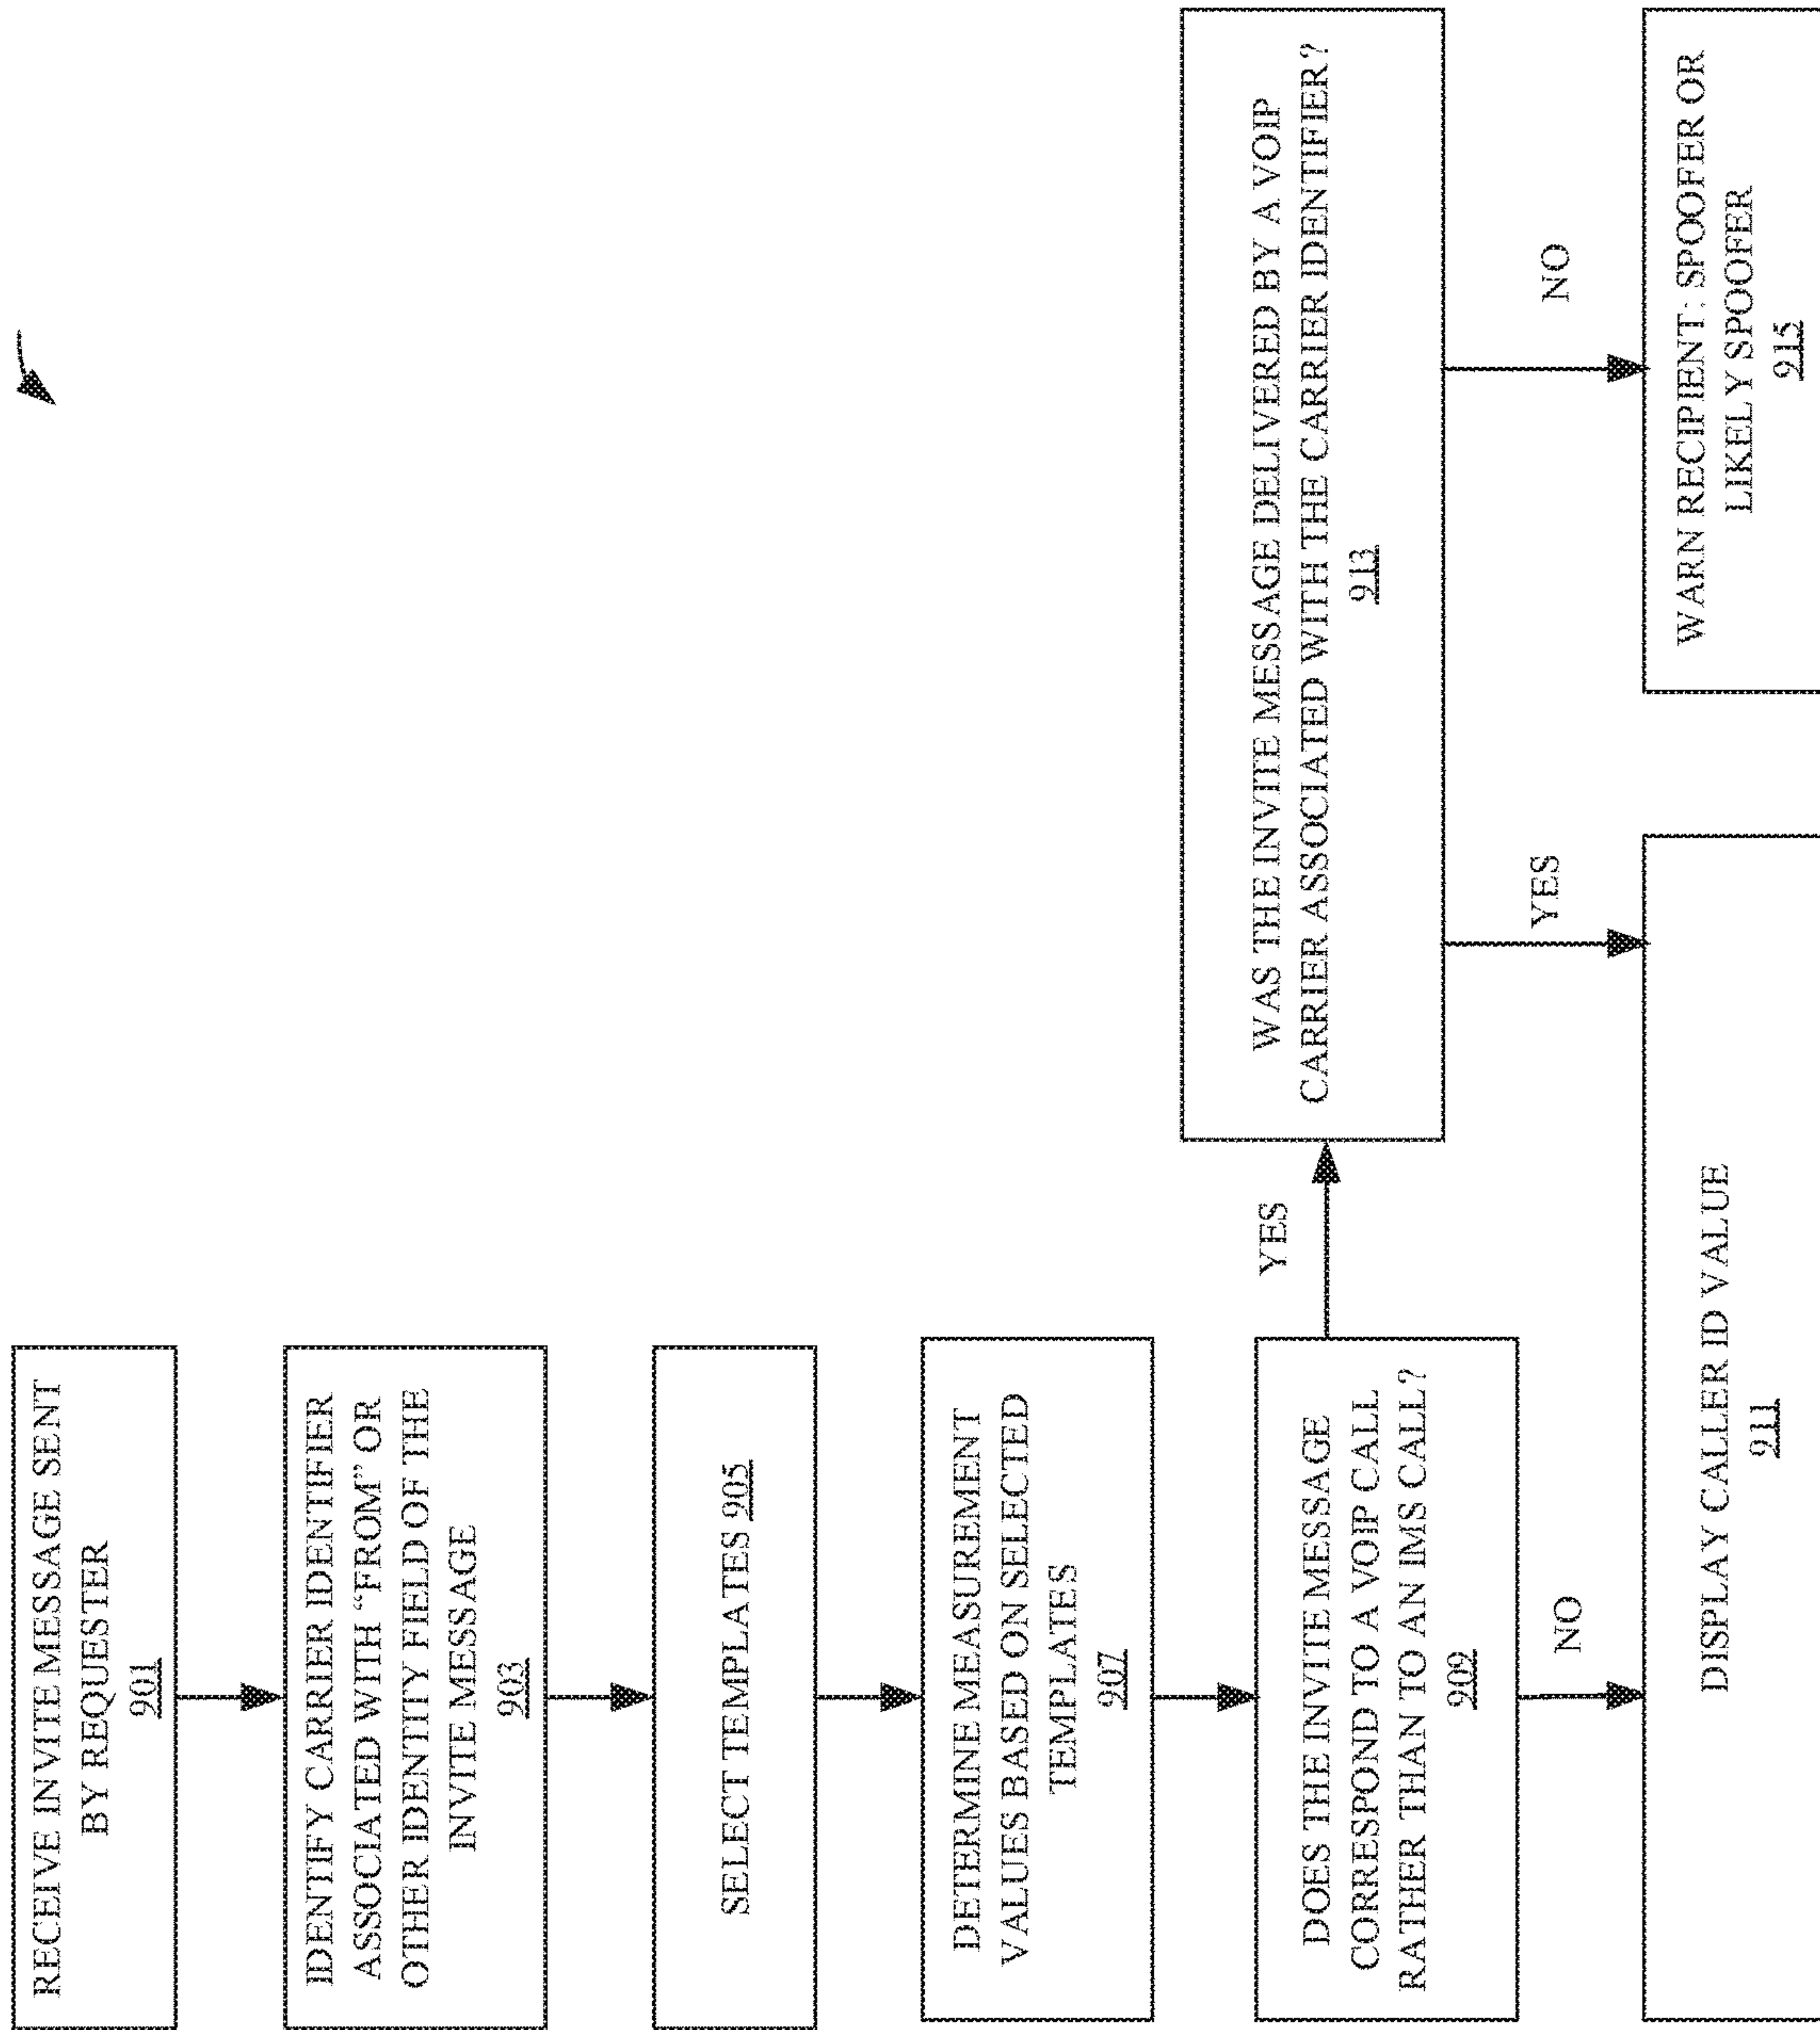 RECEIVE INVITE MESSAGE SENT
BY REQUESTER
901
IDENTIFY CARRIER IDENTIFIER
ASSOCIATED WITH “FROM” OR
OTHER IDENTITY FIELD OF THE
INVITE MESSAGE
903
SELECT TEMPLATES 905
DETERMINE MEASUREMENT
VALUES BASED ON SELECTED
TEMPLATES
907
DOES THE INVITE MESSAGE
CORRESPOND TO A VOIP CALL
RATHER THAN TO AN IMS CALL?
909
YES
NO
WAS THE INVITE MESSAGE DELIVERED BY A VOIP
CARRIER ASSOCIATED WITH THE CARRIER IDENTIFIER?
913
YES
NO
DISPLAY CALLER ID VALUE
911
WARN RECIPIENT: SPOOFER OR
LIKELY SPOOFER
915